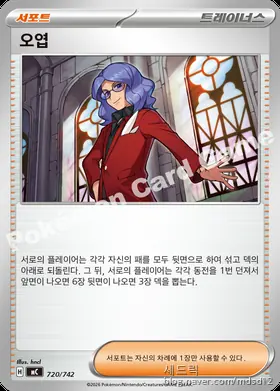 서포트
트레이너스
오엽
Pokémon Card Game
서로의 플레이어는 각각 자신의 패를 모두 뒷면으로 하여 섞고 덱의
아래로 되돌린다. 그 뒤, 서로의 플레이어는 각각 동전을 1번 던져서
앞면이 나오면 6장 뒷면이 나오면 3장 덱을 뽑는다.
Illus. hncl
H mC 720/742
서포트는 자신의 차례에 1장만 사용할 수 있다.
©2026 Pokémon/Nintendo/Creatures/GAME FREAK